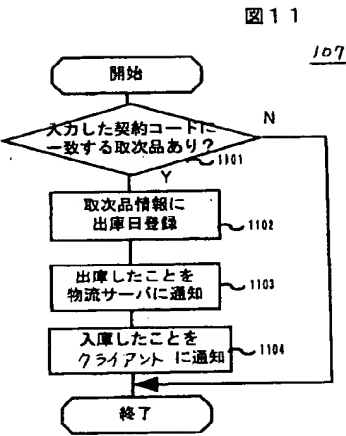 図11
107
開始
入力した契約コードに
一致する取次品あり?
N
1101
Y
取次品情報に
出庫日登録
1102
出庫したことを
物流サーバに通知
1103
入庫したことを
クライアントに通知
1104
終了